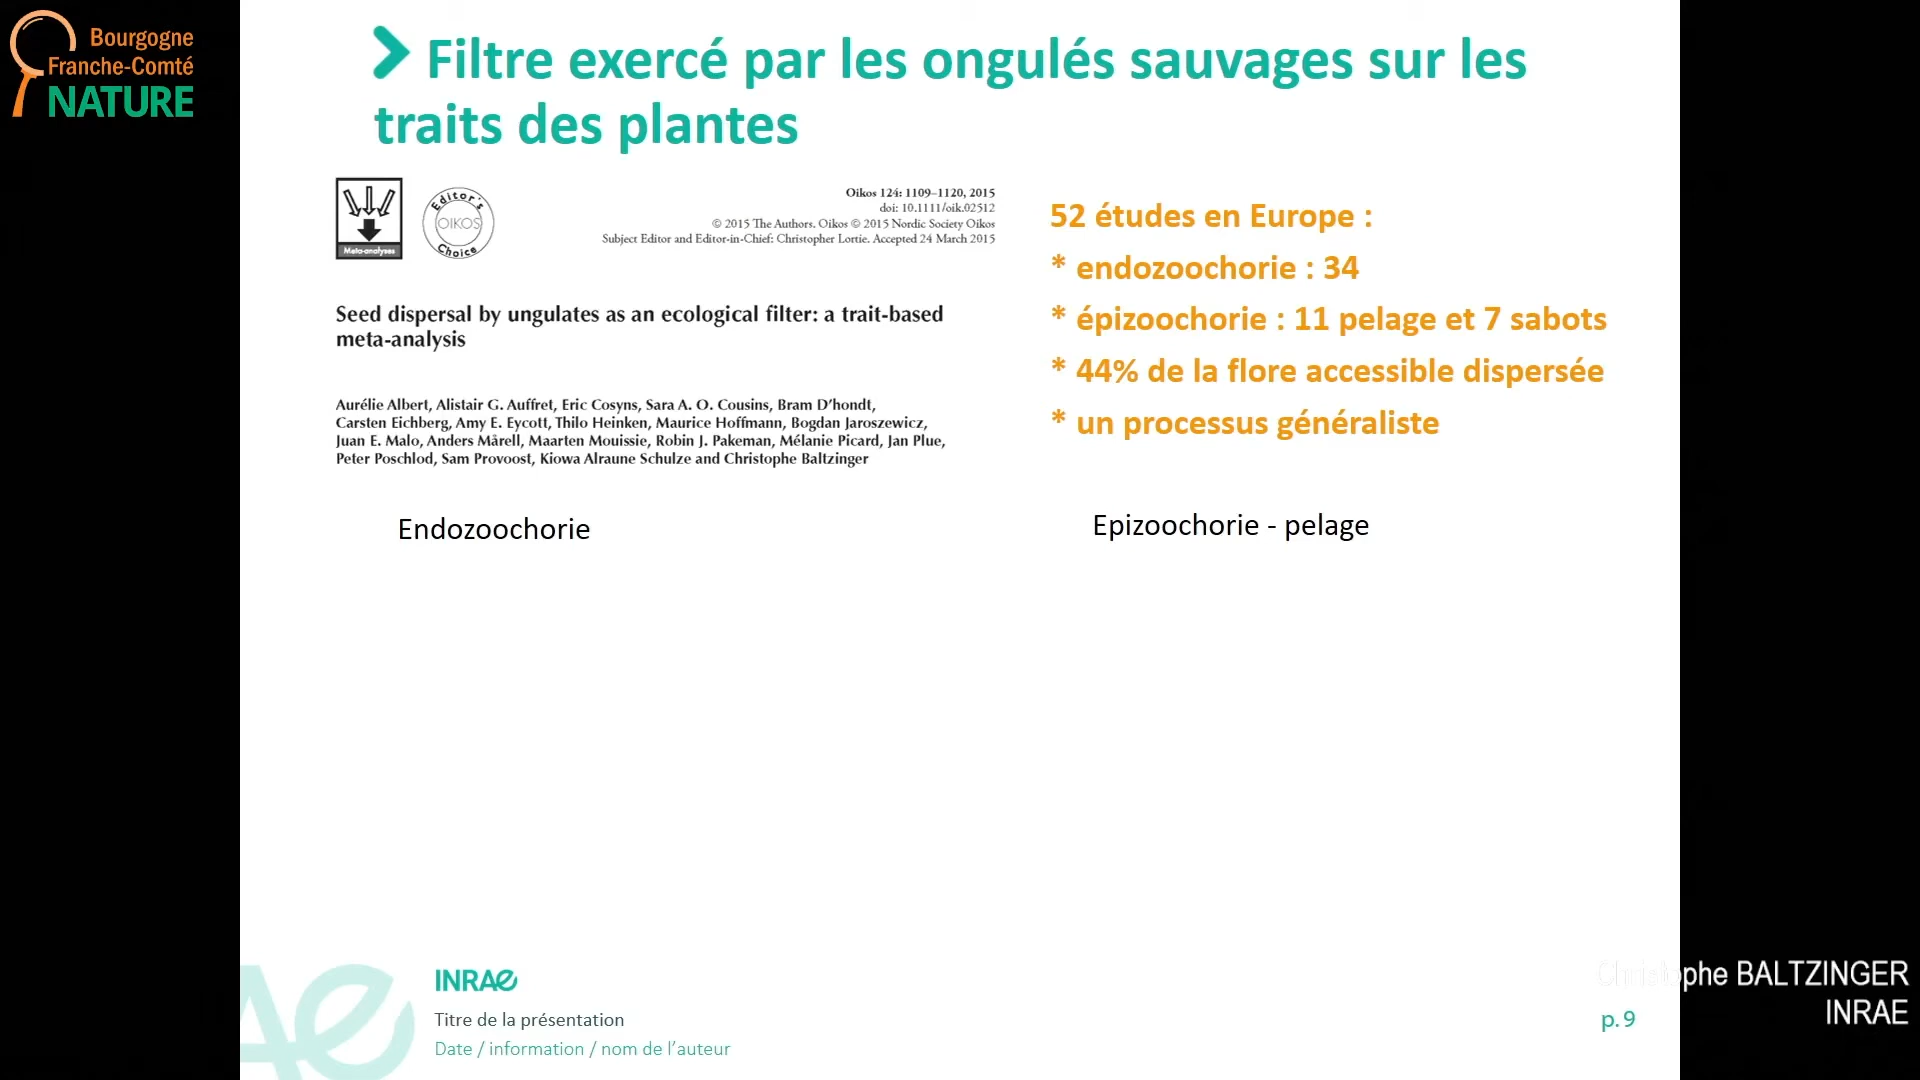 Bourgogne
Franche-Comté
NATURE
Filtre exercé par les ongulés sauvages sur les
traits des plantes
Meta-analyses
Editor's
OIKOS
Choice
Oikos 124: 1109–1120, 2015
doi: 10.1111/oik.02512
© 2015 The Authors. Oikos © 2015 Nordic Society Oikos
Subject Editor and Editor-in-Chief: Christopher Lortie. Accepted 24 March 2015
Seed dispersal by ungulates as an ecological filter: a trait-based
meta-analysis
Aurélie Albert, Alistair G. Auffret, Eric Cosyns, Sara A. O. Cousins, Bram D’hondt,
Carsten Eichberg, Amy E. Eycott, Thilo Heinken, Maurice Hoffmann, Bogdan Jaroszewicz,
Juan E. Malo, Anders Mårell, Maarten Mouissie, Robin J. Pakeman, Mélanie Picard, Jan Plue,
Peter Poschlod, Sam Provoost, Kiowa Alraune Schulze and Christophe Baltzinger
52 études en Europe :
* endozoochorie : 34
* épizoochorie : 11 pelage et 7 sabots
* 44% de la flore accessible dispersée
* un processus généraliste
Endozoochorie
Epizoochorie - pelage
INRAE
Titre de la présentation
Date / information / nom de l’auteur
Christophe BALTZINGER
INRAE
p. 9